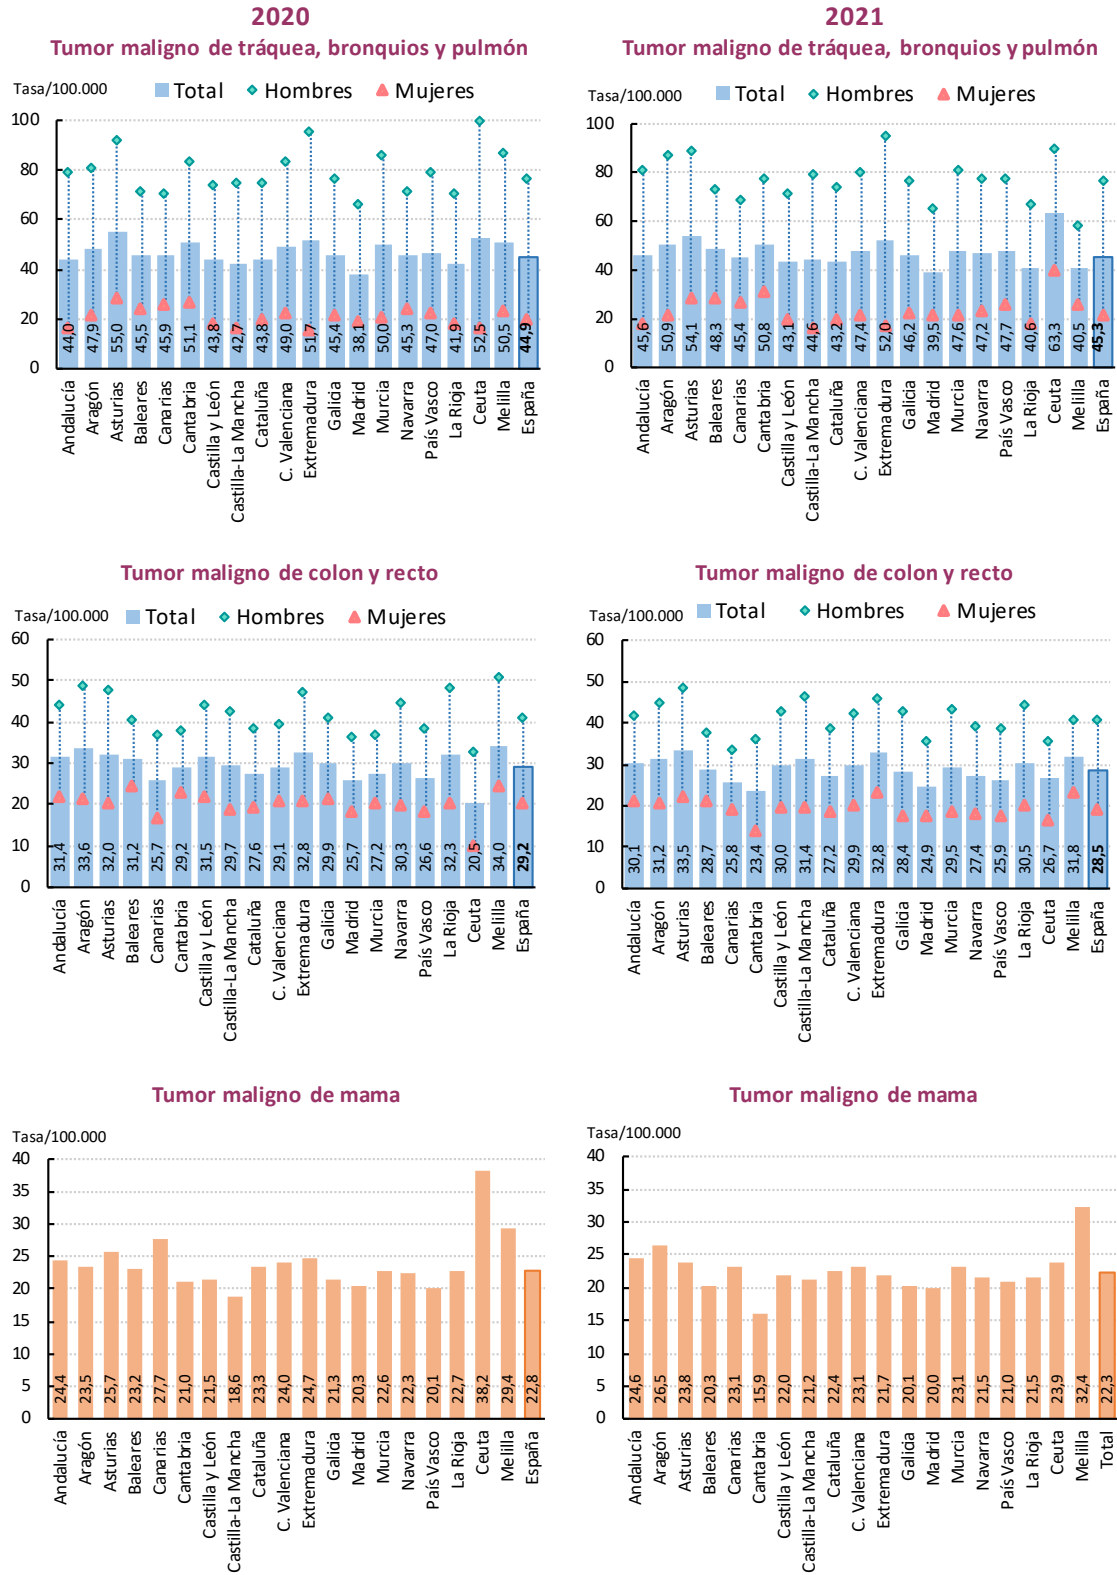 2020
Tumor maligno de tráquea, bronquios y pulmón
Tasa/100.000
Total Hombres Mujeres
100
80
60
40
20
0
44,0 47,9 55,0 45,5 45,9 51,1 43,8 42,7 43,8 49,0 51,7 45,4 38,1 50,0 45,3 47,0 41,9 52,5 50,5 44,9
Andalucía Aragón Asturias Baleares Canarias Cantabria Castilla y León Castilla-La Mancha Cataluña C. Valenciana Extremadura Galicia Madrid Murcia Navarra País Vasco La Rioja Ceuta Melilla España
2021
Tumor maligno de tráquea, bronquios y pulmón
Tasa/100.000
Total Hombres Mujeres
100
80
60
40
20
0
45,6 50,9 54,1 48,3 45,4 50,8 43,1 44,6 43,2 47,4 52,0 46,2 39,5 47,6 47,2 47,7 40,6 63,3 40,5 45,3
Andalucía Aragón Asturias Baleares Canarias Cantabria Castilla y León Castilla-La Mancha Cataluña C. Valenciana Extremadura Galicia Madrid Murcia Navarra País Vasco La Rioja Ceuta Melilla España
Tumor maligno de colon y recto
Tasa/100.000
Total Hombres Mujeres
60
50
40
30
20
10
0
31,4 33,6 32,0 31,2 25,7 29,2 31,5 29,7 27,6 29,1 32,8 29,9 25,7 27,2 30,3 26,6 32,3 20,5 34,0 29,2
Andalucía Aragón Asturias Baleares Canarias Cantabria Castilla y León Castilla-La Mancha Cataluña C. Valenciana Extremadura Galicia Madrid Murcia Navarra País Vasco La Rioja Ceuta Melilla España
Tumor maligno de colon y recto
Tasa/100.000
Total Hombres Mujeres
60
50
40
30
20
10
0
30,1 31,2 33,5 28,7 25,8 23,4 30,0 31,4 27,2 29,9 32,8 28,4 24,9 29,5 27,4 25,9 30,5 26,7 31,8 28,5
Andalucía Aragón Asturias Baleares Canarias Cantabria Castilla y León Castilla-La Mancha Cataluña C. Valenciana Extremadura Galicia Madrid Murcia Navarra País Vasco La Rioja Ceuta Melilla España
Tumor maligno de mama
Tasa/100.000
40
35
30
25
20
15
10
5
0
24,4 23,5 25,7 23,2 27,7 21,0 21,5 18,6 23,3 24,0 24,7 21,3 20,3 22,6 22,3 20,1 22,7 38,2 29,4 22,8
Andalucía Aragón Asturias Baleares Canarias Cantabria Castilla y León Castilla-La Mancha Cataluña C. Valenciana Extremadura Galicia Madrid Murcia Navarra País Vasco La Rioja Ceuta Melilla España
Tumor maligno de mama
Tasa/100.000
40
35
30
25
20
15
10
5
0
24,6 26,5 23,8 20,3 23,1 15,9 22,0 21,2 22,4 23,1 21,7 20,1 20,0 23,1 21,5 21,0 21,5 23,9 32,4 22,3
Andalucía Aragón Asturias Baleares Canarias Cantabria Castilla y León Castilla-La Mancha Cataluña C. Valenciana Extremadura Galicia Madrid Murcia Navarra País Vasco La Rioja Ceuta Melilla Total